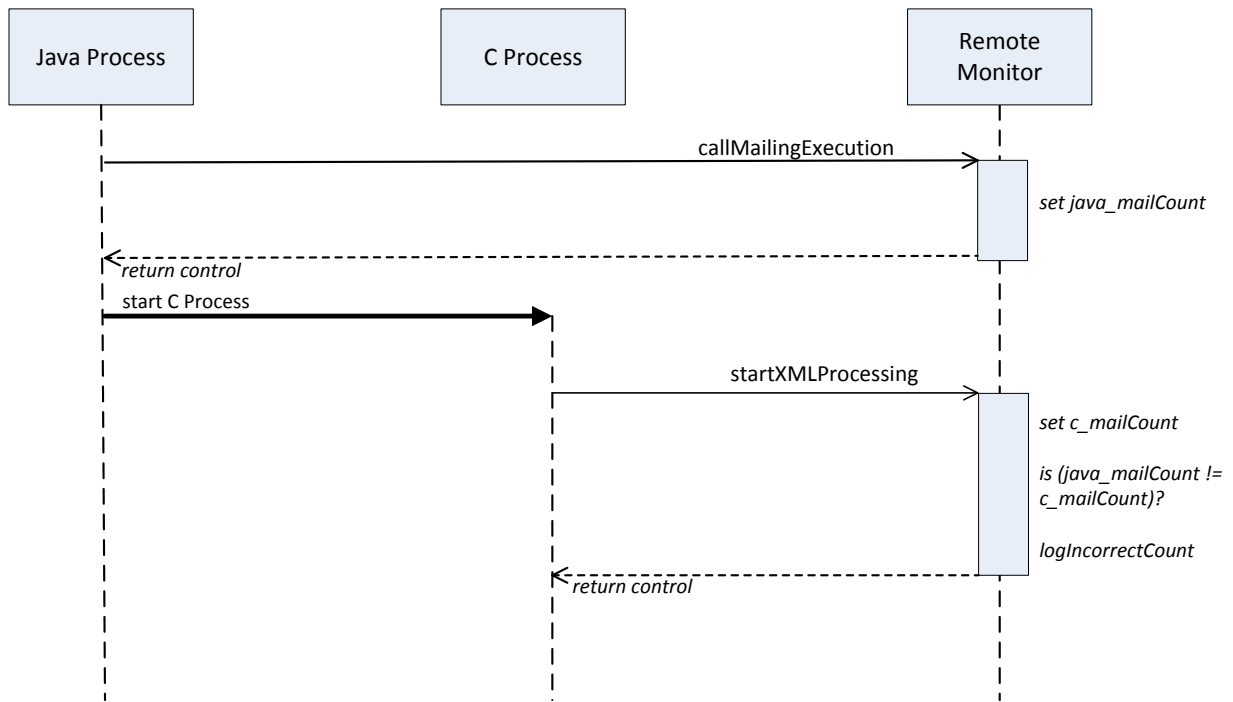 Java Process
C Process
Remote
Monitor
callMailingExecution
set java_mailCount
return control
start C Process
startXMLProcessing
set c_mailCount
is (java_mailCount !=
c_mailCount)?
logIncorrectCount
return control